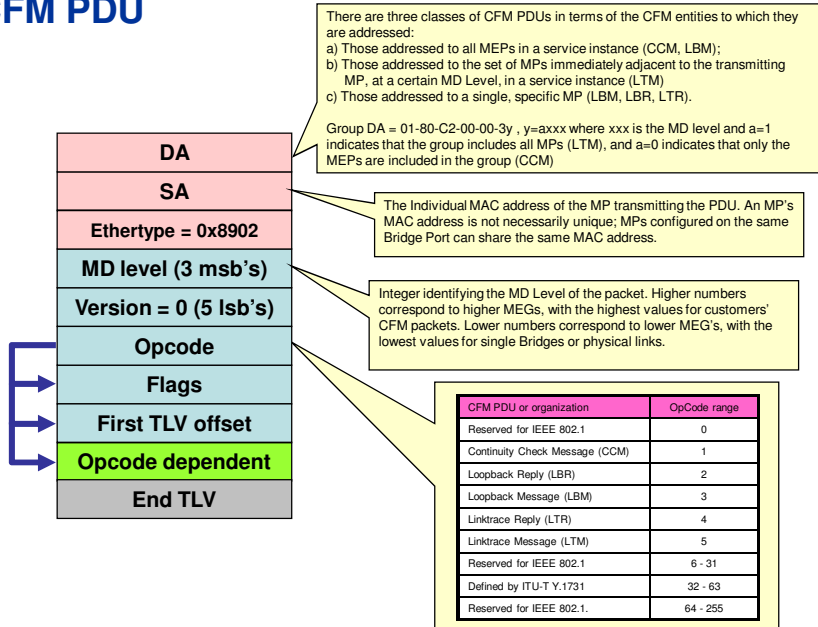 CFM PDU
There are three classes of CFM PDUs in terms of the CFM entities to which they
are addressed:
a) Those addressed to all MEPs in a service instance (CCM, LBM);
b) Those addressed to the set of MPs immediately adjacent to the transmitting
MP, at a certain MD Level, in a service instance (LTM)
c) Those addressed to a single, specific MP (LBM, LBR, LTR).
Group DA = 01-80-C2-00-00-3y , y=axxx where xxx is the MD level and a=1
indicates that the group includes all MPs (LTM), and a=0 indicates that only the
MEPs are included in the group (CCM)
DA
SA
Ethertype = 0x8902
MD level (3 msb's)
Version = 0 (5 lsb's)
Opcode
Flags
First TLV offset
Opcode dependent
End TLV
The Individual MAC address of the MP transmitting the PDU. An MP's
MAC address is not necessarily unique; MPs configured on the same
Bridge Port can share the same MAC address.
Integer identifying the MD Level of the packet. Higher numbers
correspond to higher MEGs, with the highest values for customers'
CFM packets. Lower numbers correspond to lower MEG's, with the
lowest values for single Bridges or physical links.
CFM PDU or organization OpCode range
Reserved for IEEE 802.1 0
Continuity Check Message (CCM) 1
Loopback Reply (LBR) 2
Loopback Message (LBM) 3
Linktrace Reply (LTR) 4
Linktrace Message (LTM) 5
Reserved for IEEE 802.1 6 - 31
Defined by ITU-T Y.1731 32 - 63
Reserved for IEEE 802.1. 64 - 255